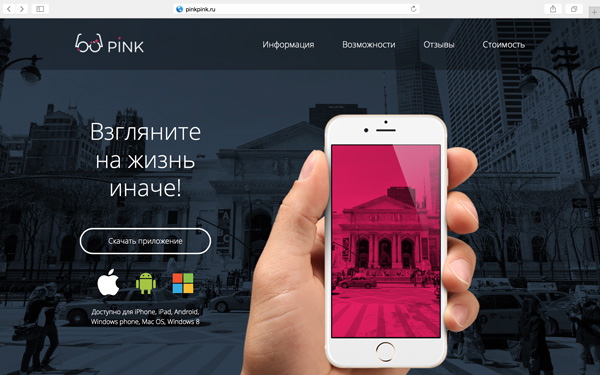 pinkpink.ru
PINK
Информация
Возможности
Отзывы
Стоимость
Взгляните
на жизнь
иначе!
Скачать приложение
Доступно для iPhone, iPad, Android,
Windows phone, Mac OS, Windows 8